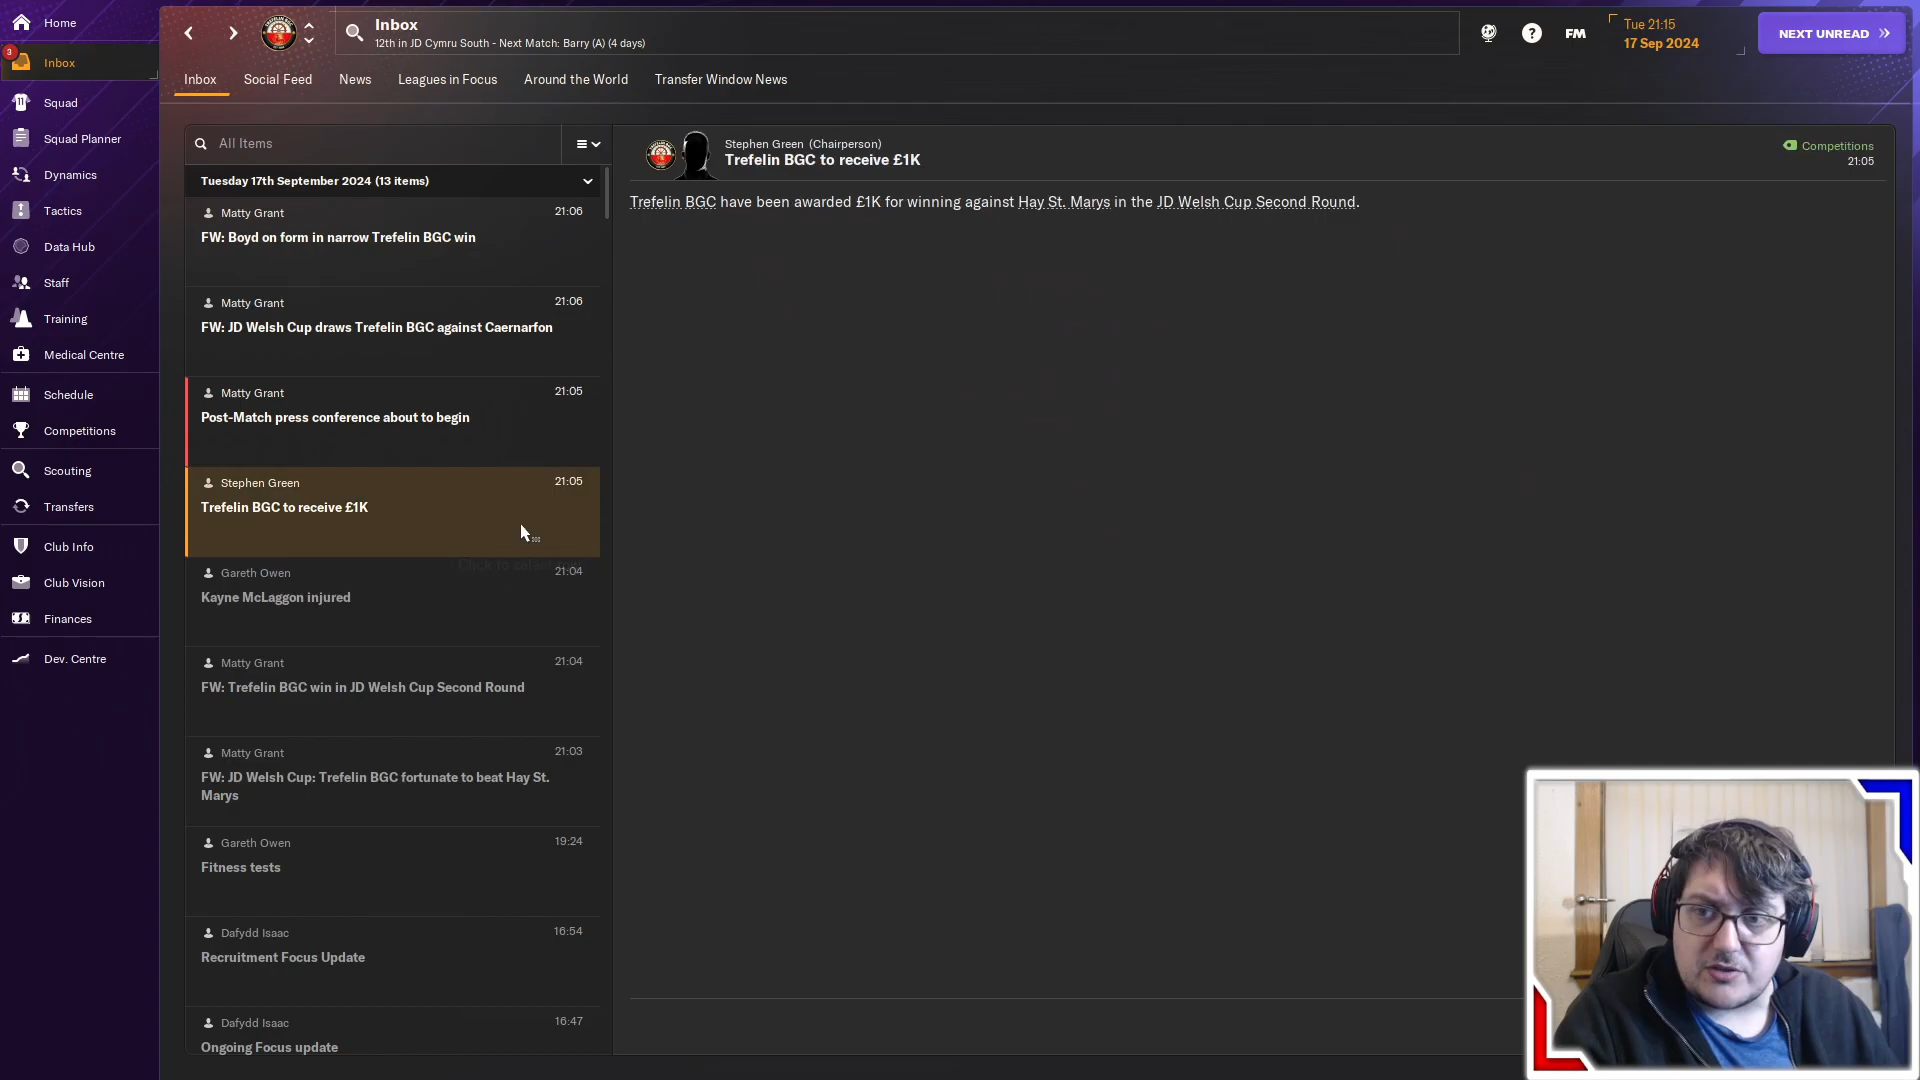 Home
3
Inbox
11
Squad
Squad Planner
Dynamics
Tactics
Data Hub
Staff
Training
Medical Centre
Schedule
Competitions
Scouting
Transfers
Club Info
Club Vision
Finances
Dev. Centre
Inbox
12th in JD Cymru South - Next Match: Barry (A) (4 days)
FM
Tue 21:15
17 Sep 2024
NEXT UNREAD
Inbox
Social Feed
News
Leagues in Focus
Around the World
Transfer Window News
All Items
Tuesday 17th September 2024 (13 items)
Matty Grant 21:06
FW: Boyd on form in narrow Trefelin BGC win
Matty Grant 21:06
FW: JD Welsh Cup draws Trefelin BGC against Caernarfon
Matty Grant 21:05
Post-Match press conference about to begin
Stephen Green 21:05
Trefelin BGC to receive £1K
Gareth Owen 21:04
Kayne McLaggon injured
Matty Grant 21:04
FW: Trefelin BGC win in JD Welsh Cup Second Round
Matty Grant 21:03
FW: JD Welsh Cup: Trefelin BGC fortunate to beat Hay St.
Marys
Gareth Owen 19:24
Fitness tests
Dafydd Isaac 16:54
Recruitment Focus Update
Dafydd Isaac 16:47
Ongoing Focus update
Stephen Green (Chairperson)
Trefelin BGC to receive £1K
Competitions
21:05
Trefelin BGC have been awarded £1K for winning against Hay St. Marys in the JD Welsh Cup Second Round.